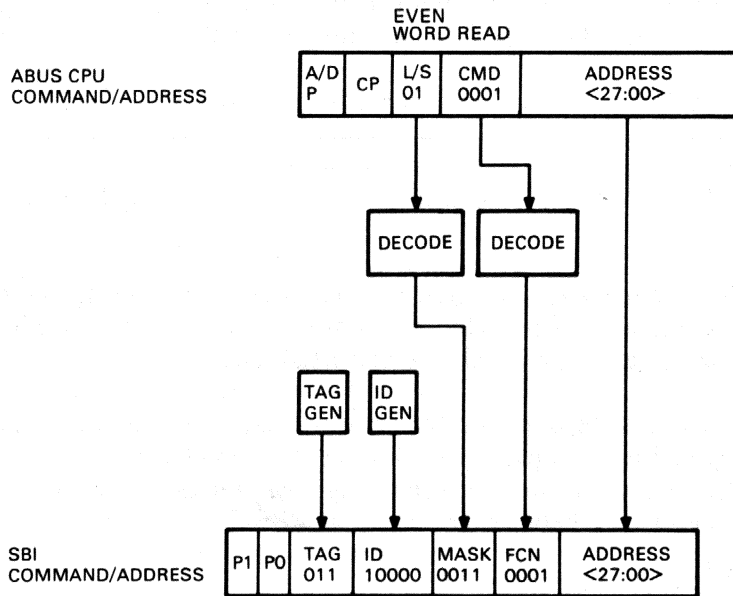 EVEN
WORD READ
ABUS CPU
COMMAND/ADDRESS
A/D
P
CP
L/S
01
CMD
0001
ADDRESS
<27:00>
DECODE
DECODE
TAG
GEN
ID
GEN
SBI
COMMAND/ADDRESS
P1
P0
TAG
011
ID
10000
MASK
0011
FCN
0001
ADDRESS
<27:00>